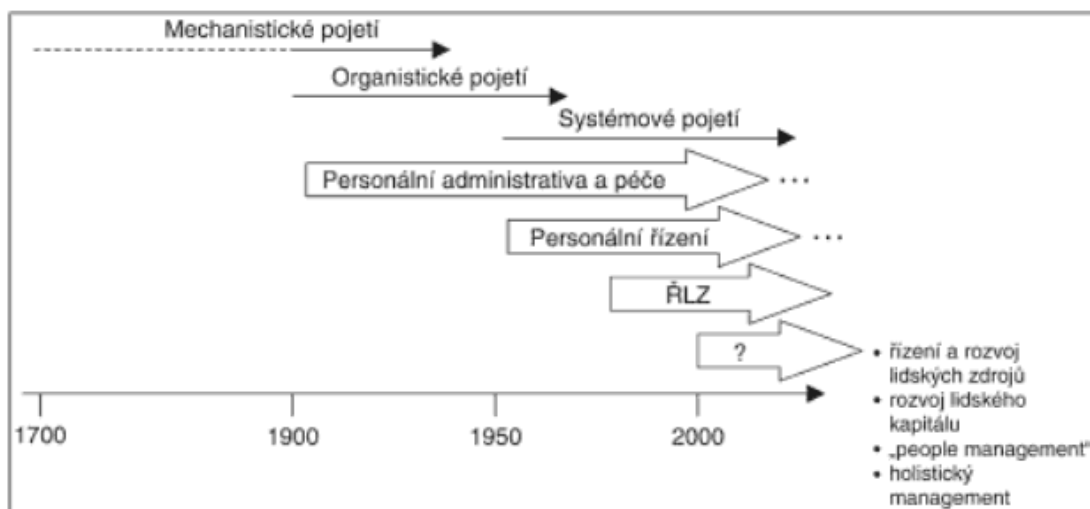 Mechanistické pojetí
Organistické pojetí
Systémové pojetí
Personální administrativa a péče
Personální řízení
ŘLZ
?
• řízení a rozvoj
lidských zdrojů
• rozvoj lidského
kapitálu
• „people management“
• holistický
management
1700 1900 1950 2000